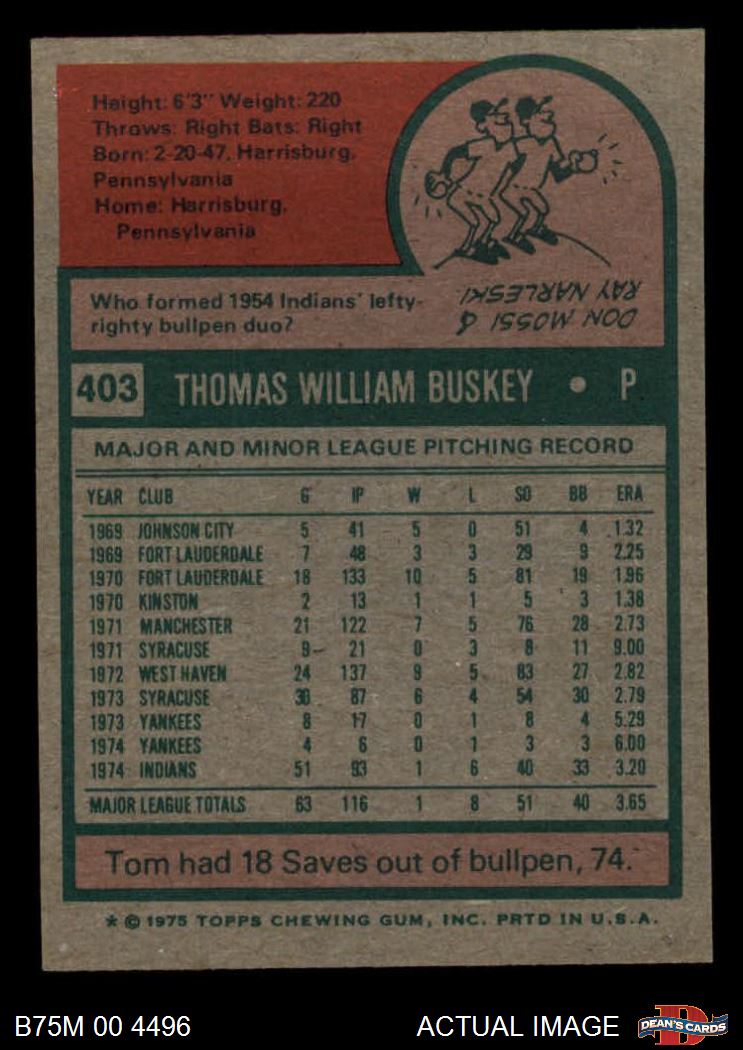 Height: 6'3" Weight: 220
Throws: Right Bats: Right
Born: 2-20-47, Harrisburg,
Pennsylvania
Home: Harrisburg,
Pennsylvania
Who formed 1954 Indians' lefty-
righty bullpen duo?
DON MOSSI &
RAY NARLESKI.
403 THOMAS WILLIAM BUSKEY • P
MAJOR AND MINOR LEAGUE PITCHING RECORD
YEAR CLUB G IP W L SO BB ERA
1969 JOHNSON CITY 5 41 5 0 51 4 1.32
1969 FORT LAUDERDALE 7 48 3 3 29 9 2.25
1970 FORT LAUDERDALE 18 133 10 5 81 19 1.96
1970 KINSTON 2 13 1 1 5 3 1.38
1971 MANCHESTER 21 122 7 5 76 28 2.73
1971 SYRACUSE 9 21 0 3 8 11 9.00
1972 WEST HAVEN 24 137 9 5 83 27 2.82
1973 SYRACUSE 30 87 6 4 54 30 2.79
1973 YANKEES 8 17 0 1 8 4 5.29
1974 YANKEES 4 6 0 1 3 3 6.00
1974 INDIANS 51 93 1 6 40 33 3.20
MAJOR LEAGUE TOTALS 63 116 1 8 51 40 3.65
Tom had 18 Saves out of bullpen, 74.
* © 1975 TOPPS CHEWING GUM, INC. PRTD IN U.S.A.
B75M 00 4496 ACTUAL IMAGE D DEAN'S CARDS